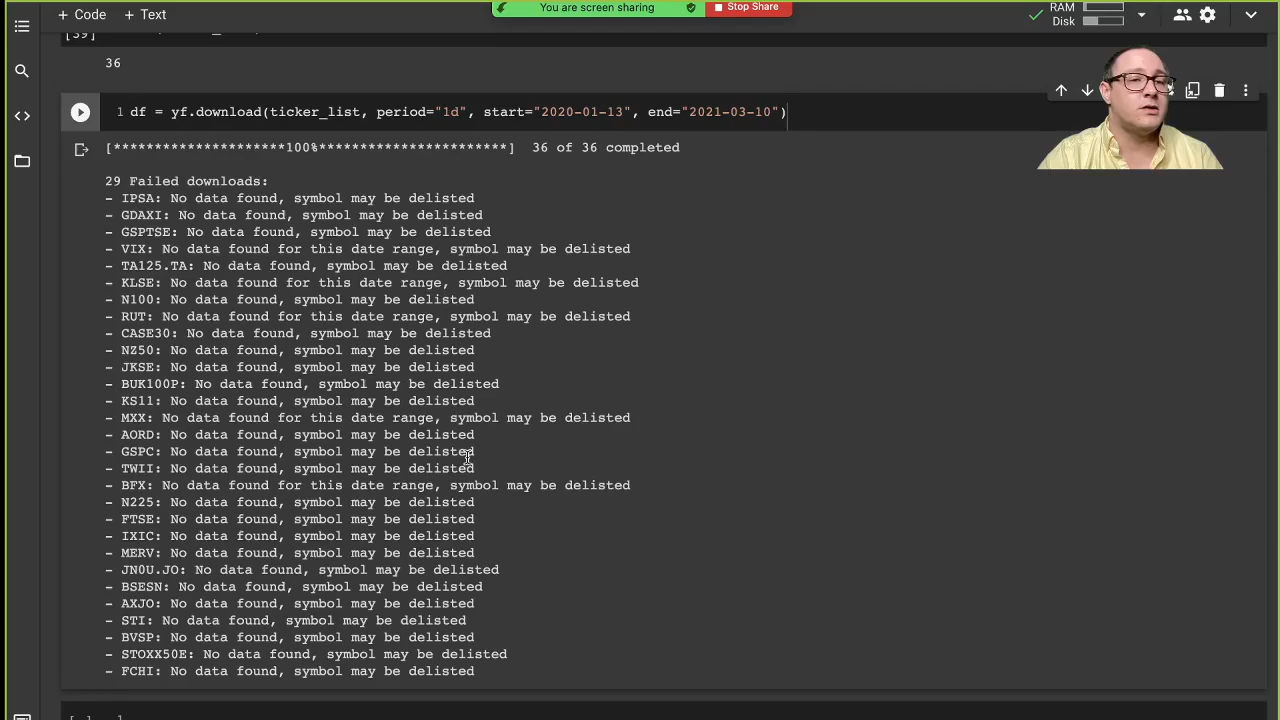 + Code + Text
You are screen sharing
Stop Share
RAM
Disk
[39]
36
1 df = yf.download(ticker_list, period="1d", start="2020-01-13", end="2021-03-10")
[*********************100%***********************] 36 of 36 completed
29 Failed downloads:
- IPSA: No data found, symbol may be delisted
- GDAXI: No data found, symbol may be delisted
- GSPTSE: No data found, symbol may be delisted
- VIX: No data found for this date range, symbol may be delisted
- TA125.TA: No data found, symbol may be delisted
- KLSE: No data found for this date range, symbol may be delisted
- N100: No data found, symbol may be delisted
- RUT: No data found for this date range, symbol may be delisted
- CASE30: No data found, symbol may be delisted
- NZ50: No data found, symbol may be delisted
- JKSE: No data found, symbol may be delisted
- BUK100P: No data found, symbol may be delisted
- KS11: No data found, symbol may be delisted
- MXX: No data found for this date range, symbol may be delisted
- AORD: No data found, symbol may be delisted
- GSPC: No data found, symbol may be delisted
- TWII: No data found, symbol may be delisted
- BFX: No data found for this date range, symbol may be delisted
- N225: No data found, symbol may be delisted
- FTSE: No data found, symbol may be delisted
- IXIC: No data found, symbol may be delisted
- MERV: No data found, symbol may be delisted
- JN0U.JO: No data found, symbol may be delisted
- BSESN: No data found, symbol may be delisted
- AXJO: No data found, symbol may be delisted
- STI: No data found, symbol may be delisted
- BVSP: No data found, symbol may be delisted
- STOXX50E: No data found, symbol may be delisted
- FCHI: No data found, symbol may be delisted